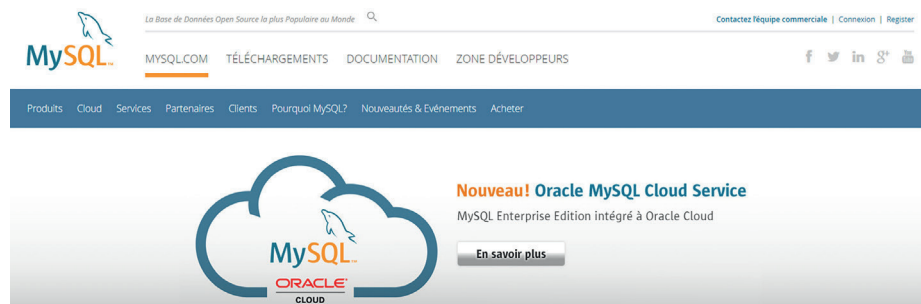 La Base de Données Open Source la plus Populaire au Monde
Contactez l'équipe commerciale | Connexion | Register
MySQL™
MYSQL.COM TÉLÉCHARGEMENTS DOCUMENTATION ZONE DÉVELOPPEURS
Produits Cloud Services Partenaires Clients Pourquoi MySQL? Nouveautés & Evénements Acheter
MySQL™
ORACLE®
CLOUD
Nouveau! Oracle MySQL Cloud Service
MySQL Enterprise Edition intégré à Oracle Cloud
En savoir plus